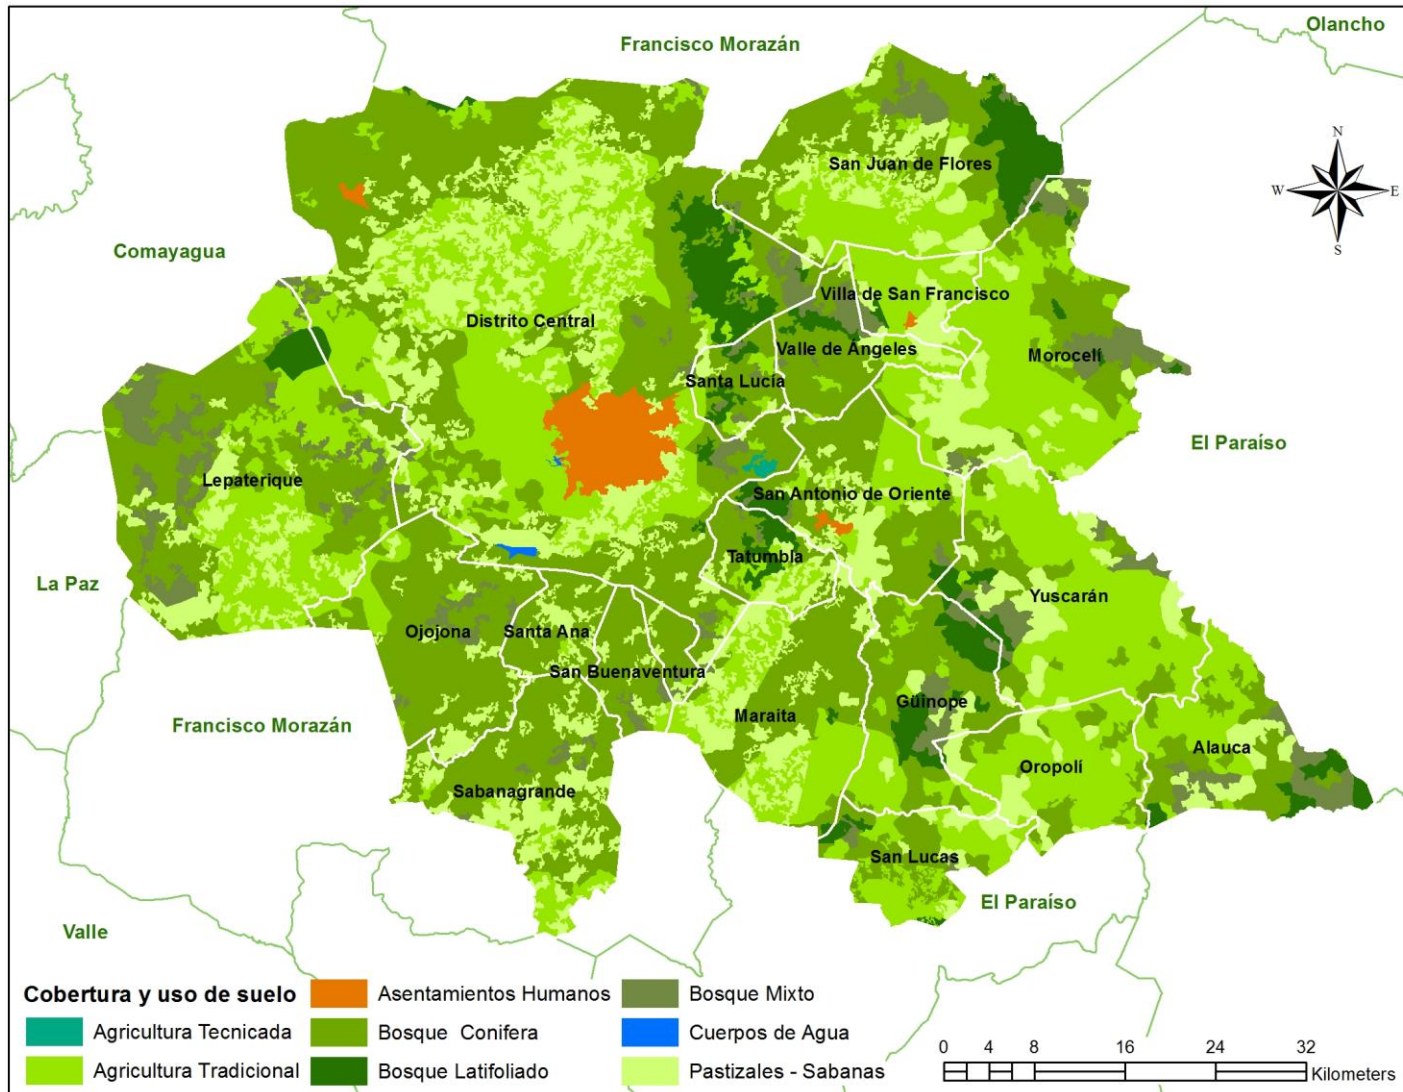 Olancho
Francisco Morazán
N
W E
S
San Juan de Flores
Comayagua
Villa de San Francisco
Distrito Central
Valle de Ángeles
Morocelí
Santa Lucía
El Paraíso
Lepaterique
San Antonio de Oriente
Tatumbla
La Paz
Yuscarán
Ojojona
Santa Ana
San Buenaventura
Güinope
Maraita
Francisco Morazán
Alauca
Oropolí
Sabanagrande
San Lucas
El Paraíso
Valle
Cobertura y uso de suelo
Asentamientos Humanos
Bosque Mixto
Agricultura Tecnicada
Bosque Conifera
Cuerpos de Agua
Agricultura Tradicional
Bosque Latifoliado
Pastizales - Sabanas
0 4 8 16 24 32
Kilometers